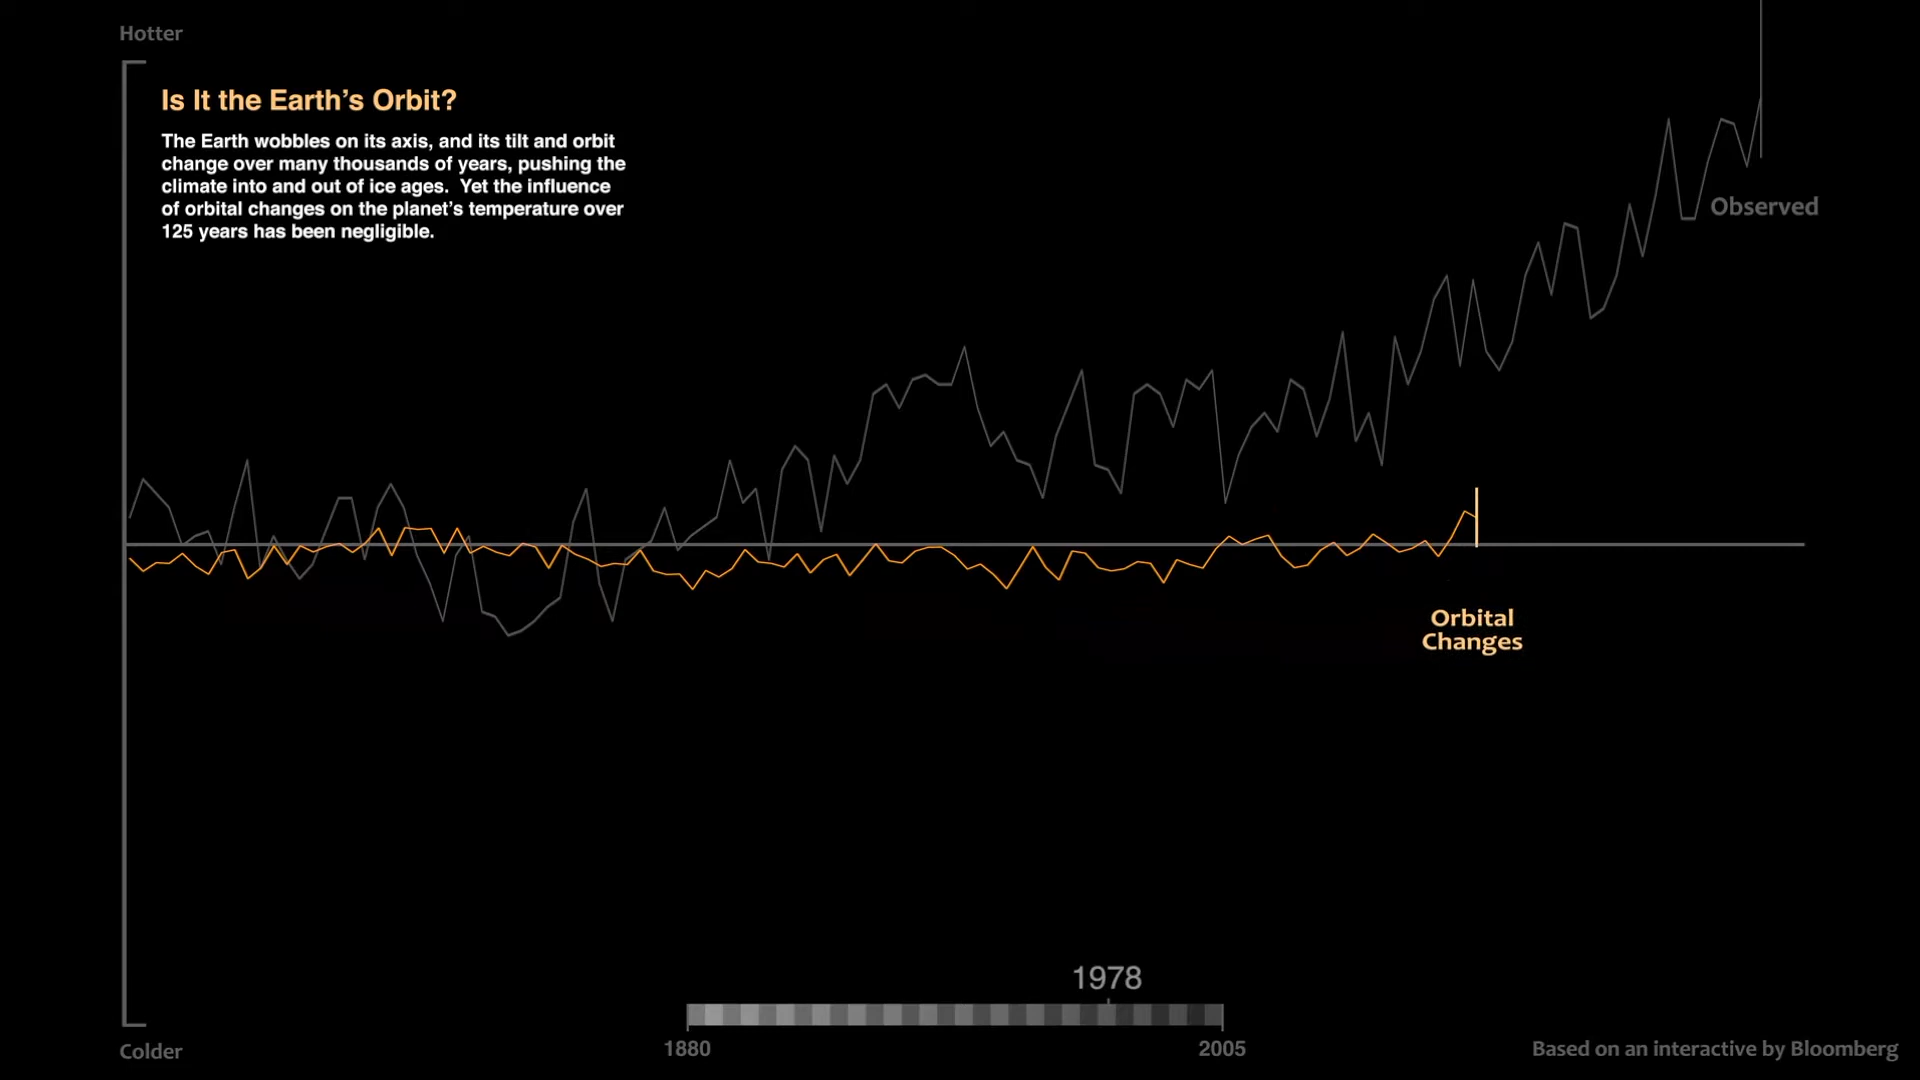 Hotter
Is It the Earth’s Orbit?
The Earth wobbles on its axis, and its tilt and orbit
change over many thousands of years, pushing the
climate into and out of ice ages.  Yet the influence
of orbital changes on the planet’s temperature over
125 years has been negligible.
Observed
Orbital
Changes
1978
1880
2005
Colder
Based on an interactive by Bloomberg